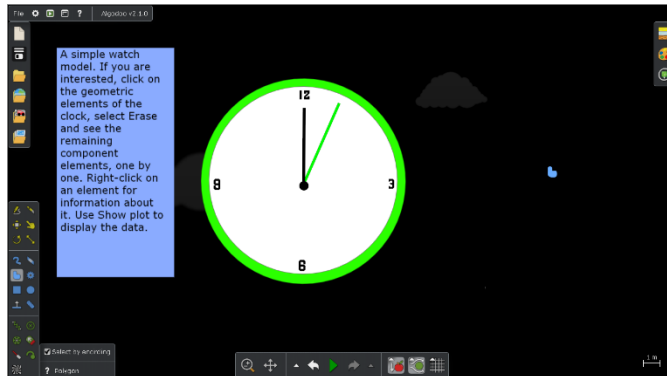 File ? Algodoo v2.1.0
A simple watch
model. If you are
interested, click on
the geometric
elements of the
clock, select Erase
and see the
remaining
component
elements, one by
one. Right-click on
an element for
information about
it. Use Show plot to
display the data.
12
9
3
6
Select by encircling
? Polygon
1 m